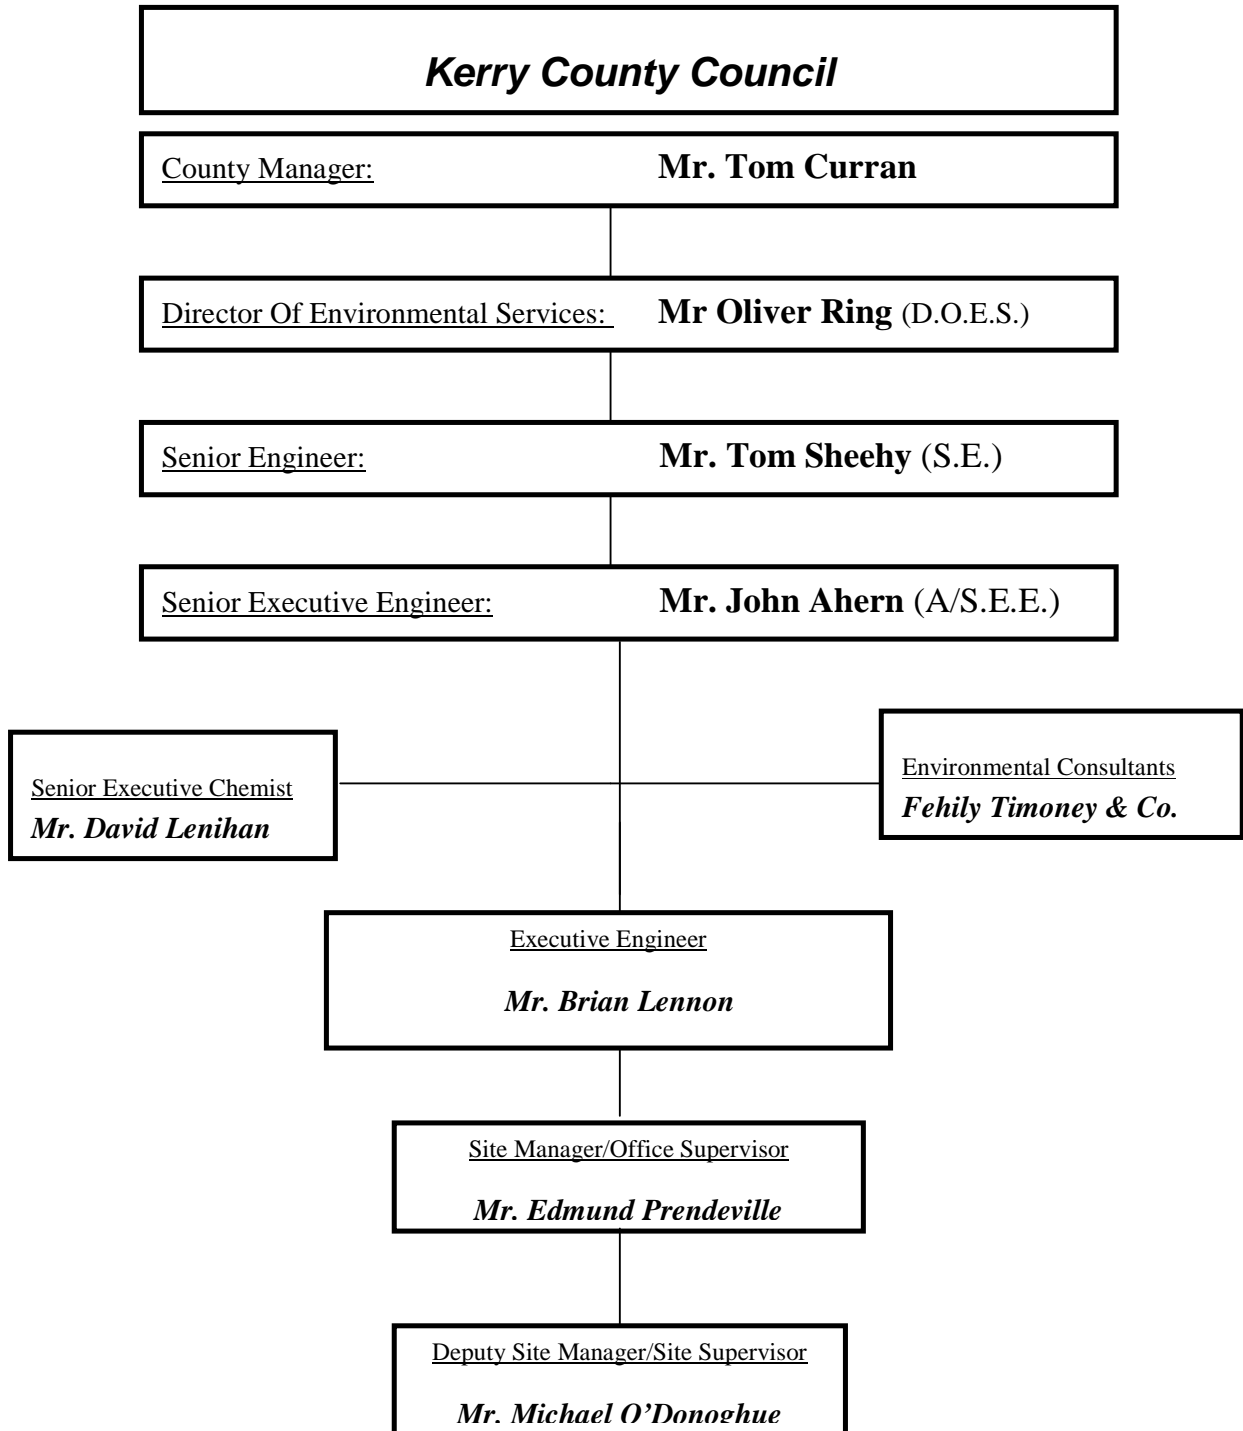 Kerry County Council
County Manager: Mr. Tom Curran
Director Of Environmental Services: Mr Oliver Ring (D.O.E.S.)
Senior Engineer: Mr. Tom Sheehy (S.E.)
Senior Executive Engineer: Mr. John Ahern (A/S.E.E.)
Senior Executive Chemist
Mr. David Lenihan
Environmental Consultants
Fehily Timoney & Co.
Executive Engineer
Mr. Brian Lennon
Site Manager/Office Supervisor
Mr. Edmund Prendeville
Deputy Site Manager/Site Supervisor
Mr. Michael O’Donoghue